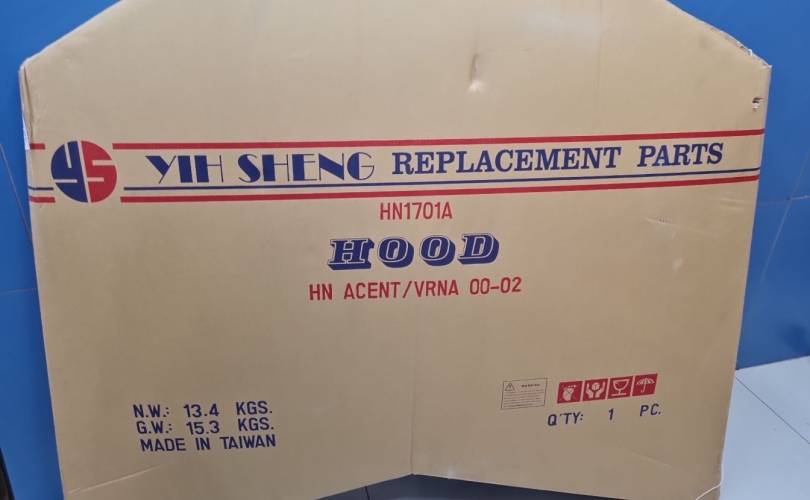 YS YIH SHENG REPLACEMENT PARTS
HN1701A
HOOD
HN ACENT/VRNA 00-02
N.W.: 13.4 KGS.
G.W.: 15.3 KGS.
MADE IN TAIWAN
WARNING
Q'TY: 1 PC.